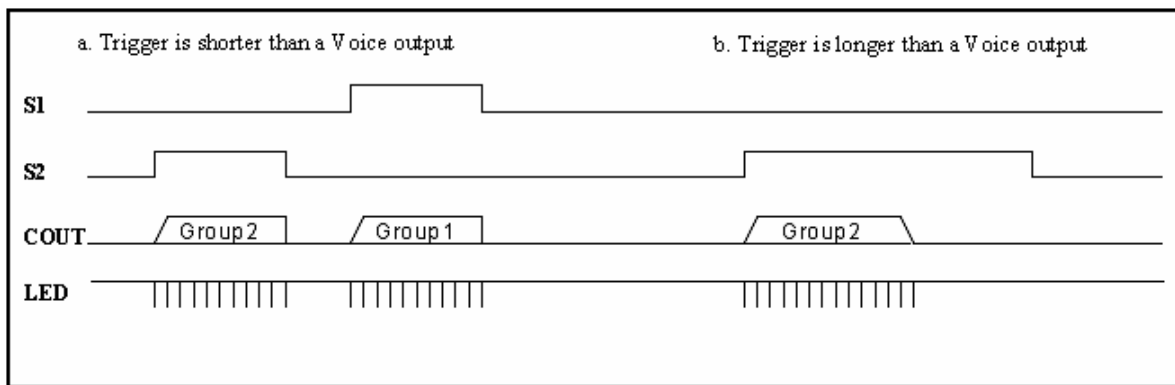 a. Trigger is shorter than a Voice output
b. Trigger is longer than a Voice output
S1
S2
COUT
Group2
Group1
Group2
LED